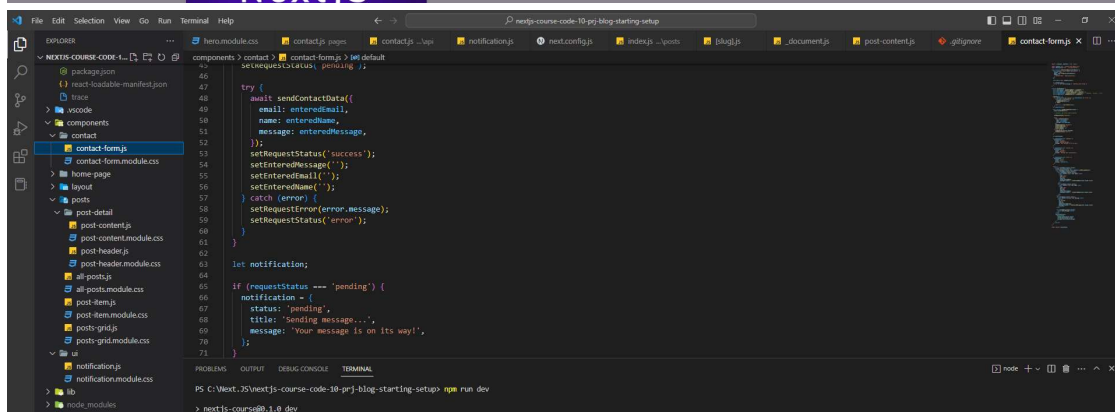 Nextjs
File Edit Selection View Go Run Terminal Help
nextjs-course-code-10-prj-blog-starting-setup
EXPLORER
hero.module.css contact.js pages contact.js ...\api notification.js next.config.js index.js ...\posts [slug].js _document.js post-content.js .gitignore contact-form.js
NEXTJS-COURSE-CODE-1...
components > contact > contact-form.js > default
package.json
react-loadable-manifest.json
trace
.vscode
components
contact
contact-form.js
contact-form.module.css
home-page
layout
posts
post-detail
post-content.js
post-content.module.css
post-header.js
post-header.module.css
all-posts.js
all-posts.module.css
post-item.js
post-item.module.css
posts-grid.js
posts-grid.module.css
ui
notification.js
notification.module.css
lib
node_modules
45 setRequestStatus('pending');
46
47 try {
48 await sendContactData({
49 email: enteredEmail,
50 name: enteredName,
51 message: enteredMessage,
52 });
53 setRequestStatus('success');
54 setEnteredMessage('');
55 setEnteredEmail('');
56 setEnteredName('');
57 } catch (error) {
58 setRequestError(error.message);
59 setRequestStatus('error');
60 }
61 }
62
63 let notification;
64
65 if (requestStatus === 'pending') {
66 notification = {
67 status: 'pending',
68 title: 'Sending message...',
69 message: 'Your message is on its way!',
70 };
71 }
PROBLEMS OUTPUT DEBUG CONSOLE TERMINAL
node
PS C:\Next.JS\nextjs-course-code-10-prj-blog-starting-setup> npm run dev
> nextjs-course@0.1.0 dev